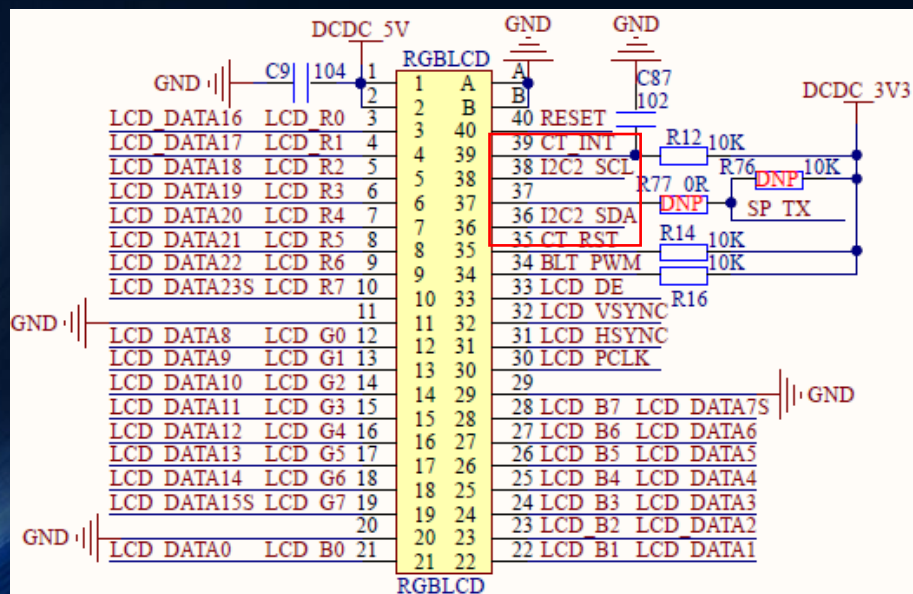 DCDC_5V
GND
GND
RGBLCD
GND
C9
104
1
1
A
A
C87
102
DCDC_3V3
2
2
B
B
LCD_DATA16
LCD_R0
3
3
40
40
RESET
LCD_DATA17
LCD_R1
4
4
39
39
CT_INT
R12
10K
LCD_DATA18
LCD_R2
5
5
38
38
I2C2_SCL
R76
10K
LCD_DATA19
LCD_R3
6
6
37
37
R77
0R
DNP
DNP
LCD_DATA20
LCD_R4
7
7
36
36
I2C2_SDA
SP_TX
LCD_DATA21
LCD_R5
8
8
35
35
CT_RST
R14
10K
LCD_DATA22
LCD_R6
9
9
34
34
BLT_PWM
10K
R16
LCD_DATA23S
LCD_R7
10
10
33
33
LCD_DE
GND
11
11
32
32
LCD_VSYNC
LCD_DATA8
LCD_G0
12
12
31
31
LCD_HSYNC
LCD_DATA9
LCD_G1
13
13
30
30
LCD_PCLK
LCD_DATA10
LCD_G2
14
14
29
29
GND
LCD_DATA11
LCD_G3
15
15
28
28
LCD_B7
LCD_DATA7S
LCD_DATA12
LCD_G4
16
16
27
27
LCD_B6
LCD_DATA6
LCD_DATA13
LCD_G5
17
17
26
26
LCD_B5
LCD_DATA5
LCD_DATA14
LCD_G6
18
18
25
25
LCD_B4
LCD_DATA4
LCD_DATA15S
LCD_G7
19
19
24
24
LCD_B3
LCD_DATA3
GND
20
20
23
23
LCD_B2
LCD_DATA2
LCD_DATA0
LCD_B0
21
21
22
22
LCD_B1
LCD_DATA1
RGBLCD